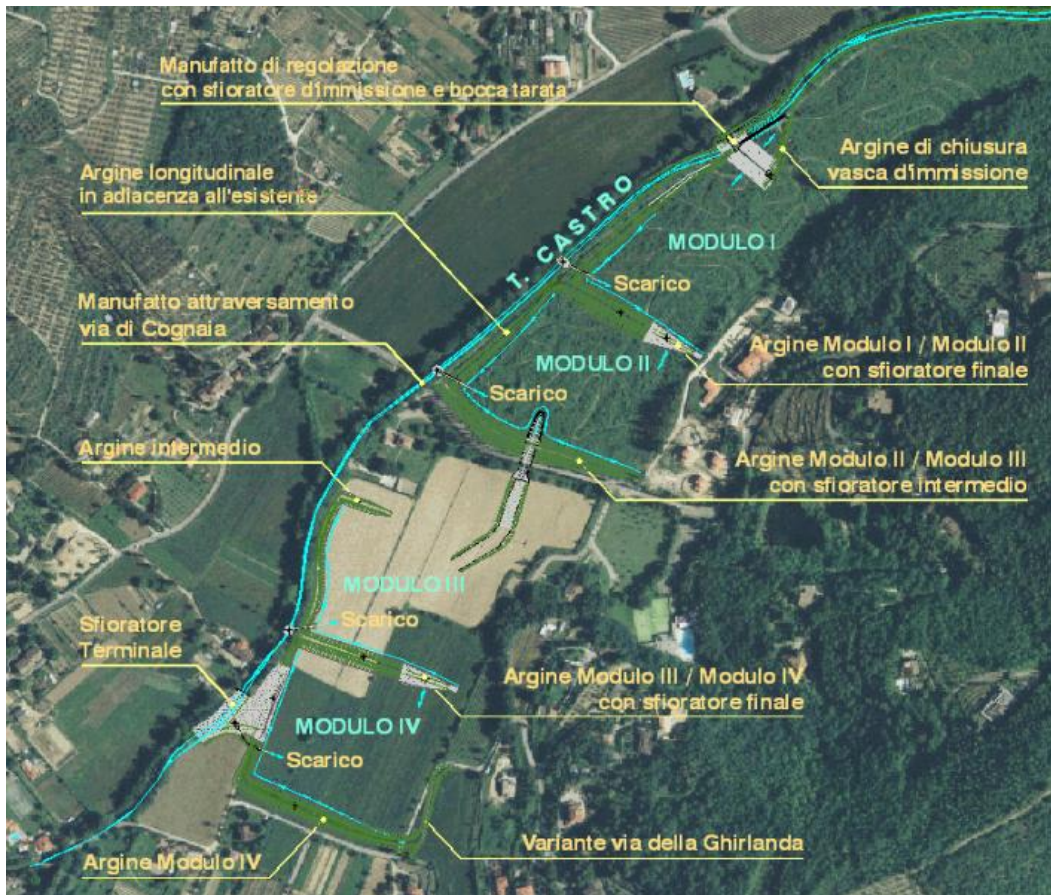 Manufatto di regolazione
con sfioratore d'immissione e bocca tarata
Argine di chiusura
vasca d'immissione
Argine longitudinale
in adiacenza all'esistente
T. CASTRO
MODULO I
Scarico
Manufatto attraversamento
via di Cognaia
MODULO II
Argine Modulo I / Modulo II
con sfioratore finale
Scarico
Argine intermedio
Argine Modulo II / Modulo III
con sfioratore intermedio
MODULO III
Scarico
Sfioratore
Terminale
Argine Modulo III / Modulo IV
con sfioratore finale
MODULO IV
Scarico
Variante via della Ghirlanda
Argine Modulo IV